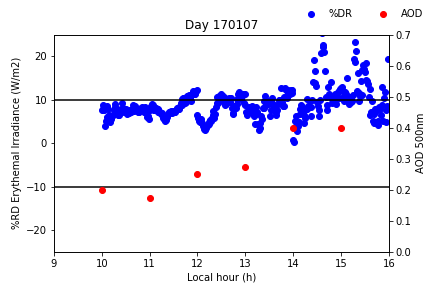 %DR AOD
Day 170107
%RD Erythemal Irradiance (W/m2)
20
10
0
−10
−20
0.7
0.6
0.5
0.4
0.3
0.2
0.1
0.0
AOD 500nm
9 10 11 12 13 14 15 16
Local hour (h)